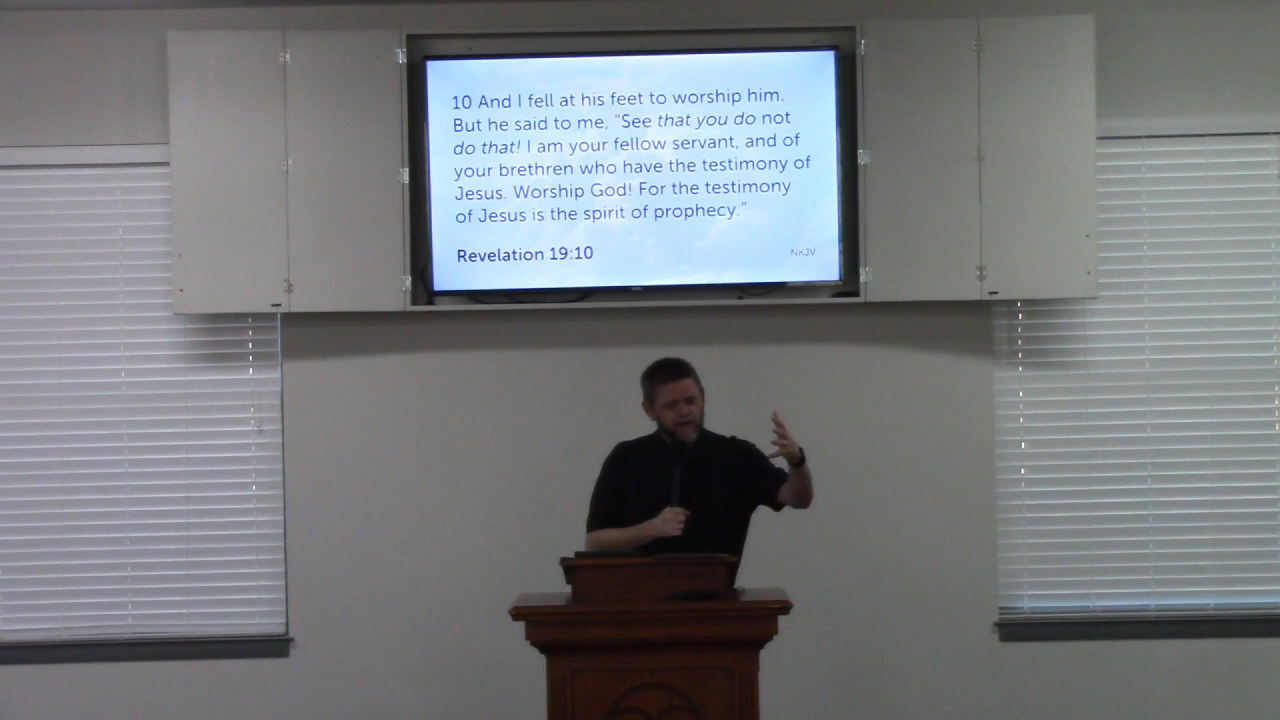 10 And I fell at his feet to worship him.
But he said to me, “See that you do not
do that! I am your fellow servant, and of
your brethren who have the testimony of
Jesus. Worship God! For the testimony
of Jesus is the spirit of prophecy.”
Revelation 19:10
NKJV